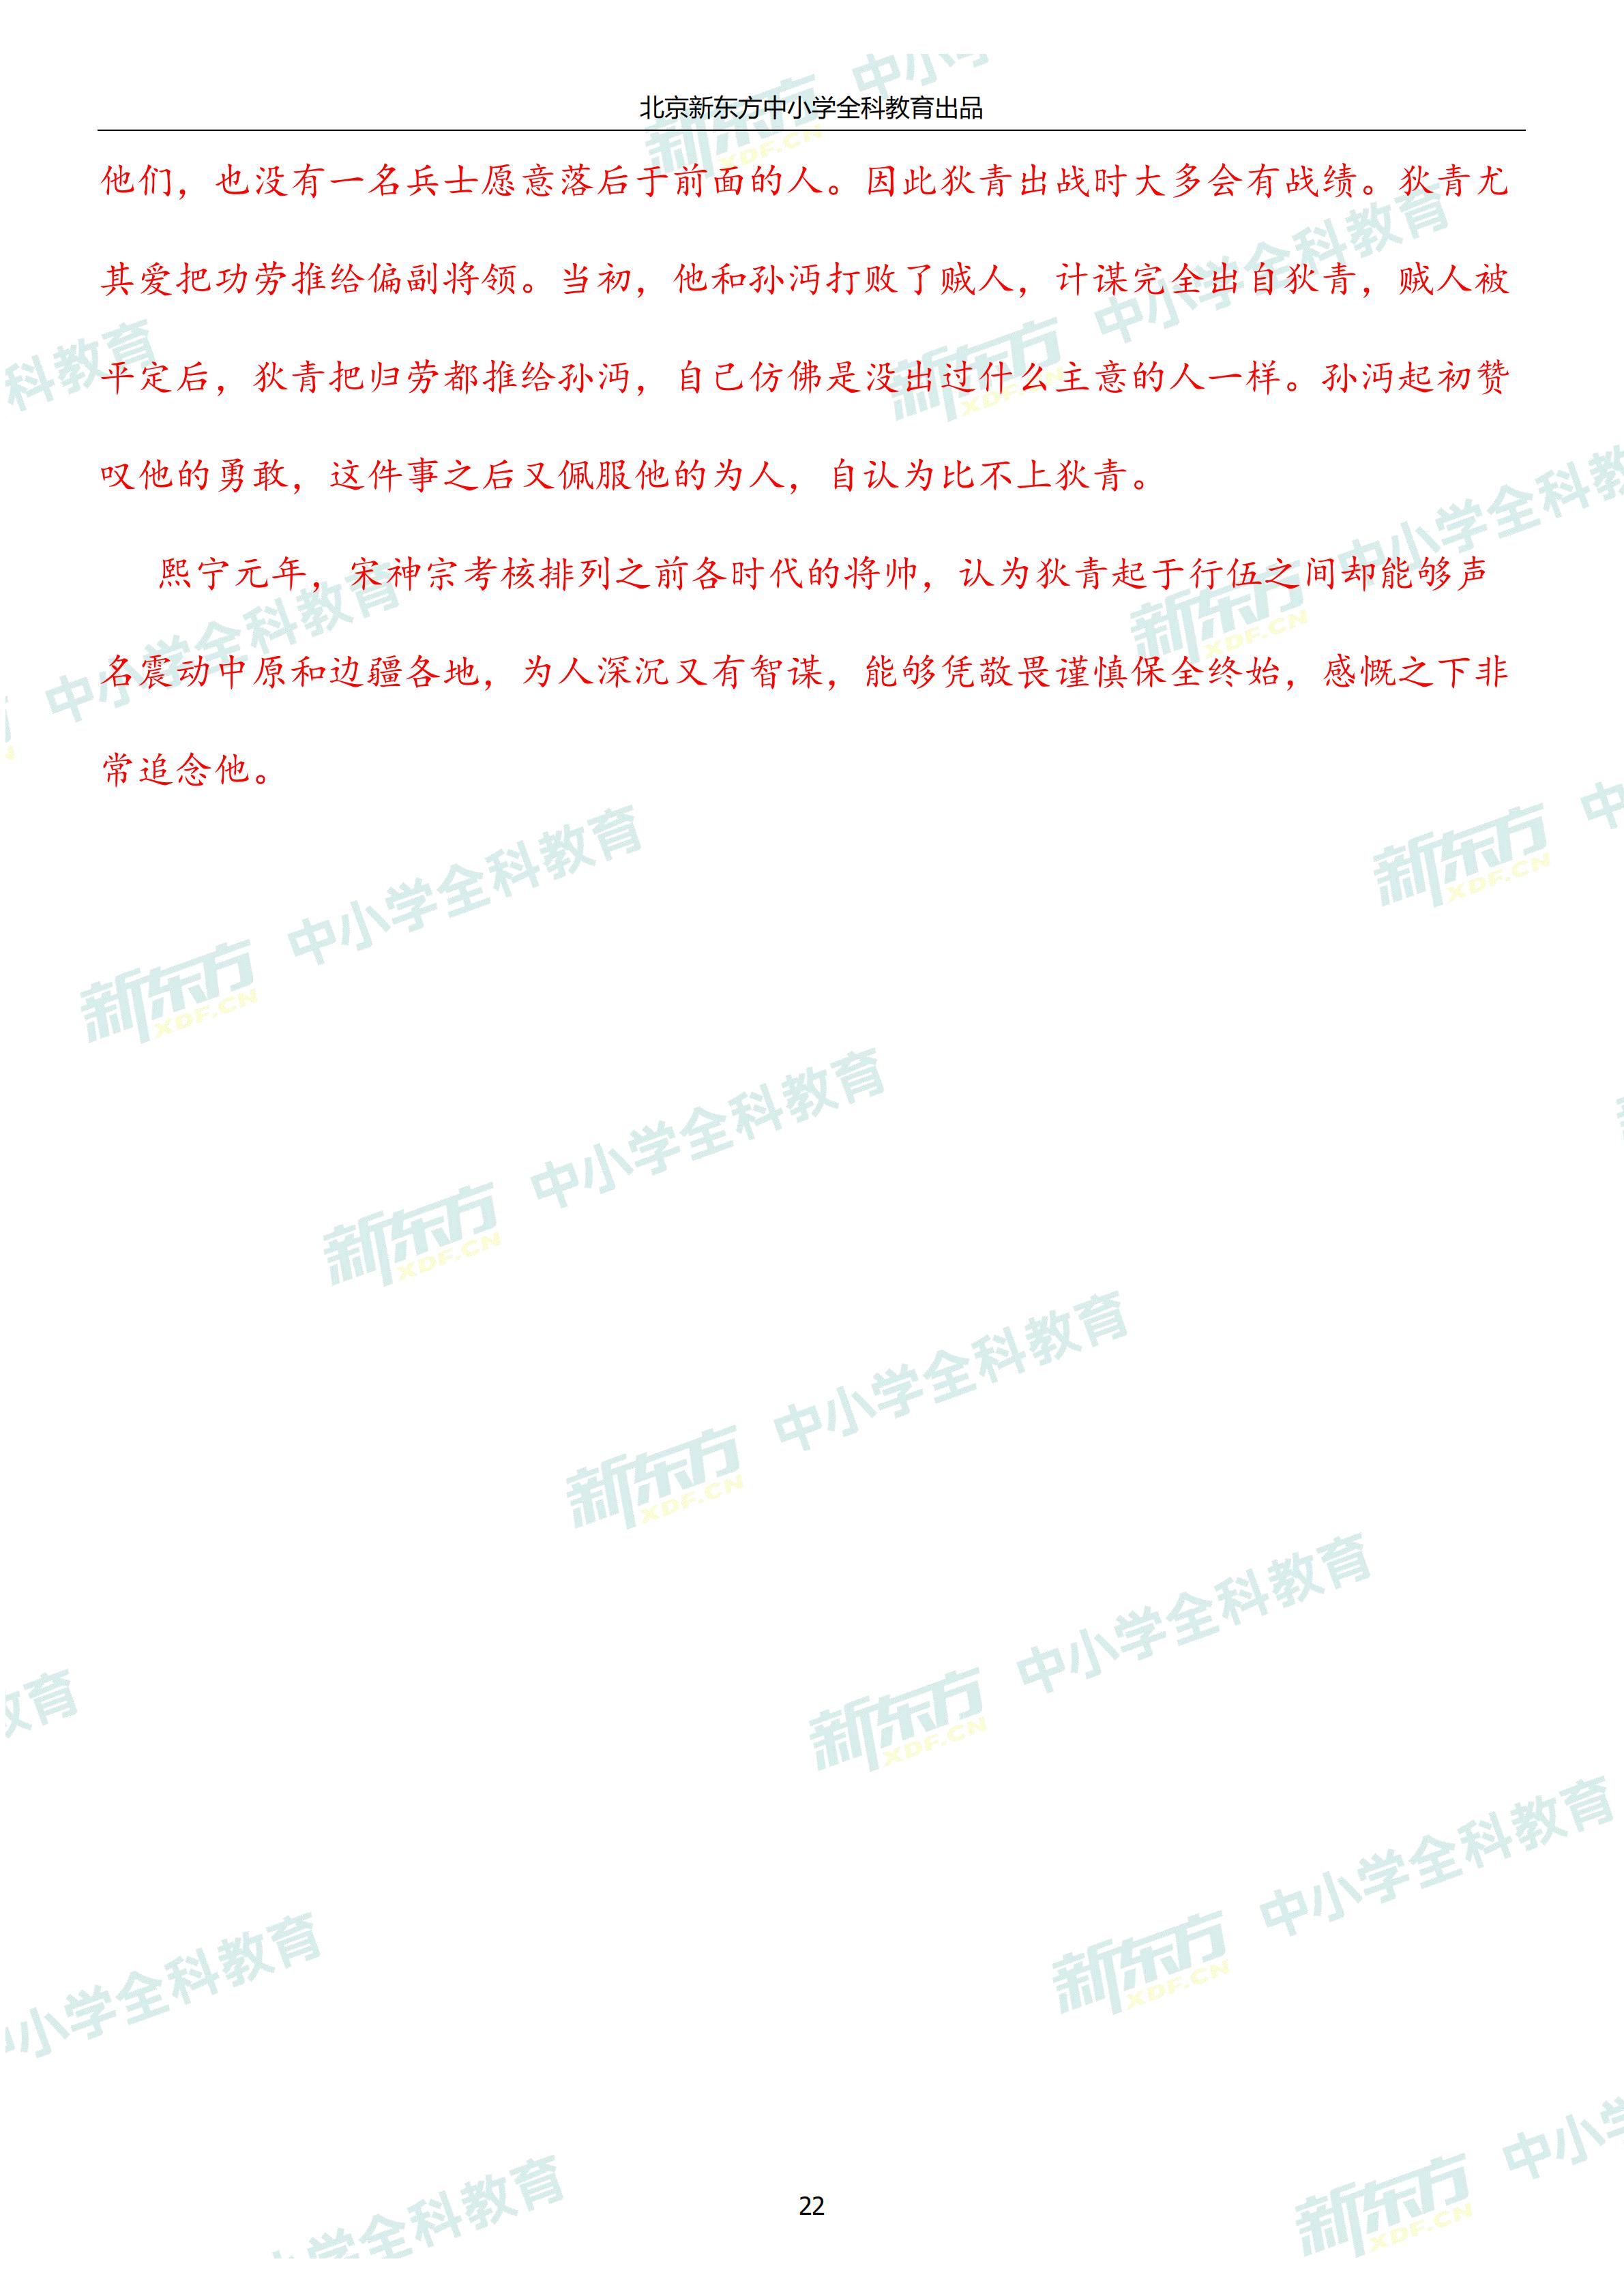 北京新东方中小学全科教育出品
他们，也没有一名兵士愿意落后于前面的人。因此狄青出战时大多会有战绩。狄青尤
其爱把功劳推给偏副将领。当初，他和孙沔打败了贼人，计谋完全出自狄青，贼人被
平定后，狄青把归劳都推给孙沔，自己仿佛是没出过什么主意的人一样。孙沔起初赞
叹他的勇敢，这件事之后又佩服他的为人，自认为比不上狄青。
熙宁元年，宋神宗考核排列之前各时代的将帅，认为狄青起于行伍之间却能够声
名震动中原和边疆各地，为人深沉又有智谋，能够凭敬畏谨慎保全终始，感慨之下非
常追念他。
新东方 XDF.CN 中小学全科教育
22